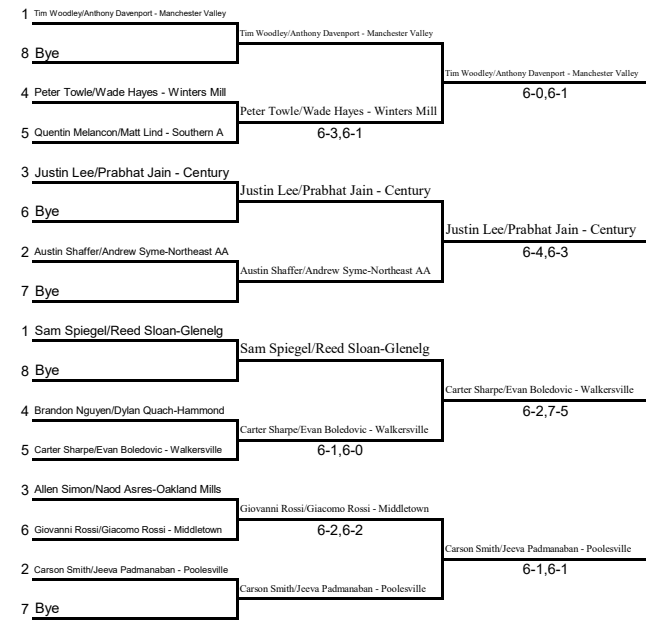 1 Tim Woodley/Anthony Davenport - Manchester Valley
Tim Woodley/Anthony Davenport - Manchester Valley
8 Bye
Tim Woodley/Anthony Davenport - Manchester Valley
4 Peter Towle/Wade Hayes - Winters Mill
6-0,6-1
Peter Towle/Wade Hayes - Winters Mill
5 Quentin Melancon/Matt Lind - Southern A
6-3,6-1
3 Justin Lee/Prabhat Jain - Century
Justin Lee/Prabhat Jain - Century
6 Bye
Justin Lee/Prabhat Jain - Century
2 Austin Shaffer/Andrew Syme-Northeast AA
6-4,6-3
Austin Shaffer/Andrew Syme-Northeast AA
7 Bye
1 Sam Spiegel/Reed Sloan-Glenelg
Sam Spiegel/Reed Sloan-Glenelg
8 Bye
Carter Sharpe/Evan Boledovic - Walkersville
4 Brandon Nguyen/Dylan Quach-Hammond
6-2,7-5
Carter Sharpe/Evan Boledovic - Walkersville
5 Carter Sharpe/Evan Boledovic - Walkersville
6-1,6-0
3 Allen Simon/Naod Asres-Oakland Mills
Giovanni Rossi/Giacomo Rossi - Middletown
6 Giovanni Rossi/Giacomo Rossi - Middletown
6-2,6-2
Carson Smith/Jeeva Padmanaban - Poolesville
2 Carson Smith/Jeeva Padmanaban - Poolesville
6-1,6-1
Carson Smith/Jeeva Padmanaban - Poolesville
7 Bye